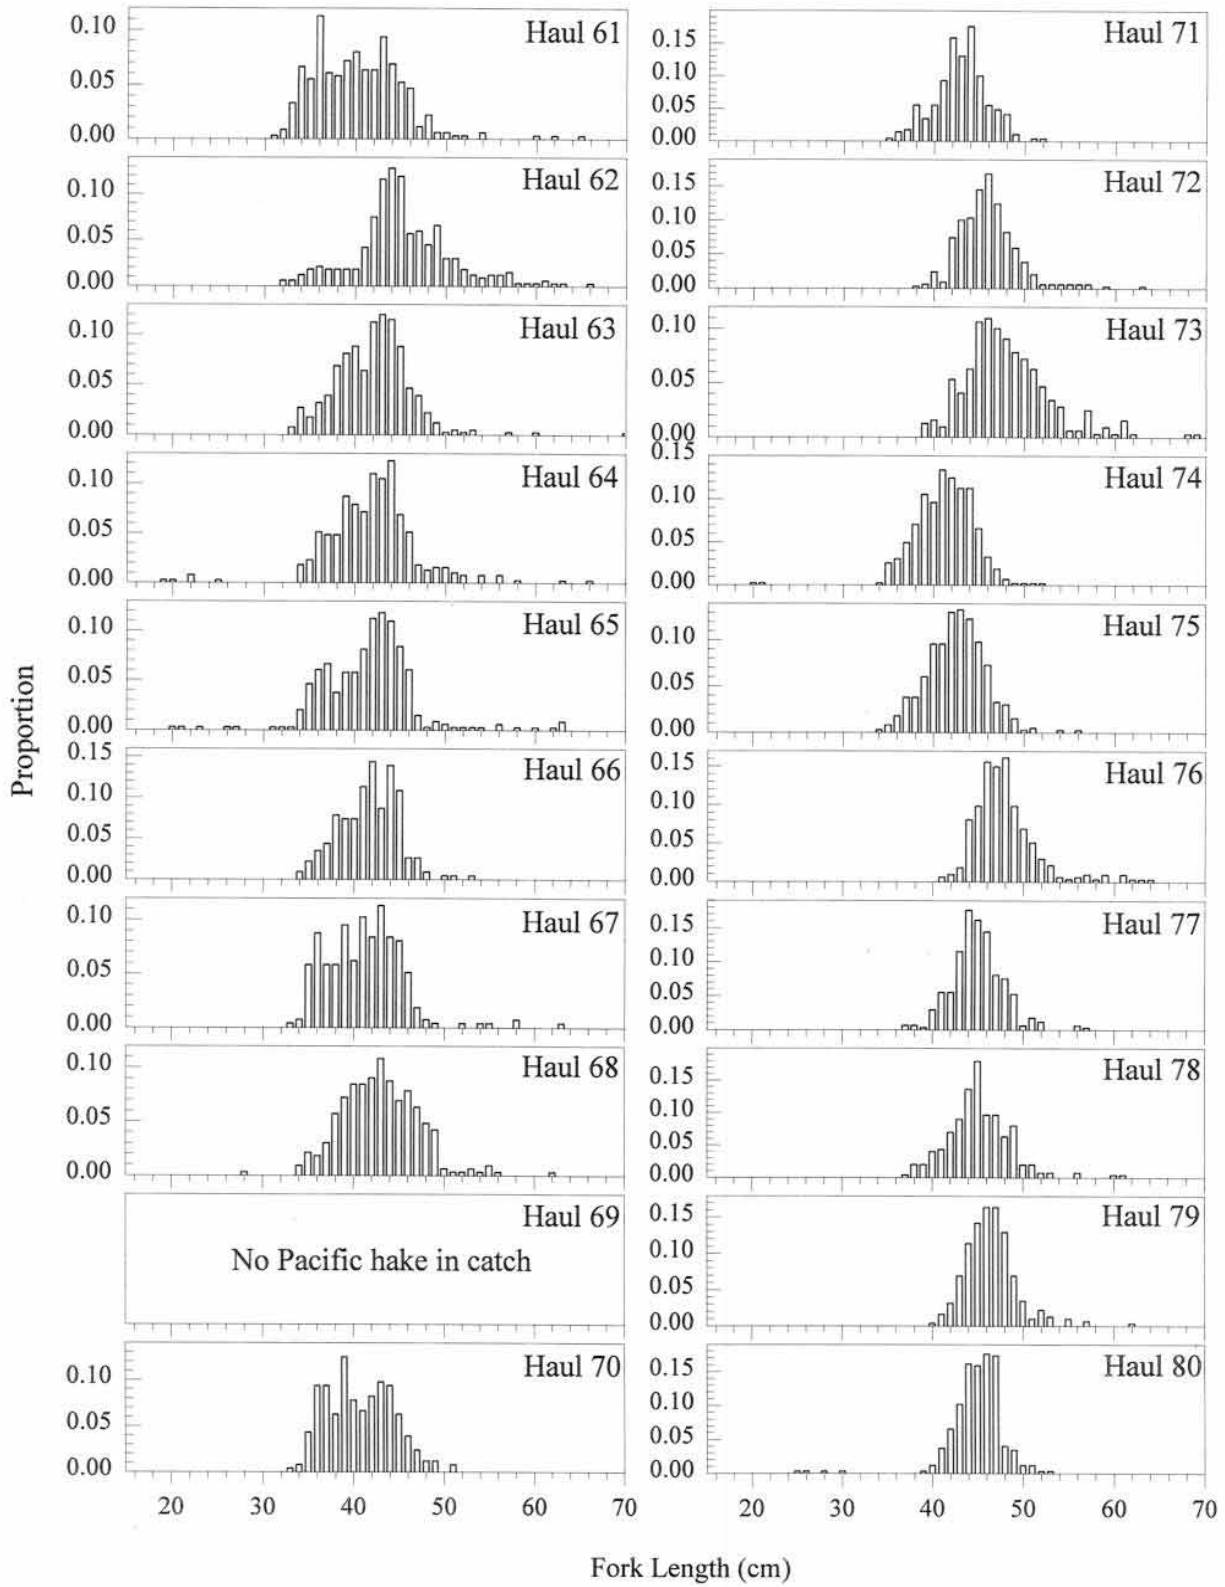 0.10
0.05
0.00
Haul 61
0.10
0.05
0.00
Haul 62
0.10
0.05
0.00
Haul 63
0.10
0.05
0.00
Haul 64
0.10
0.05
0.00
Haul 65
0.15
0.10
0.05
0.00
Haul 66
0.10
0.05
0.00
Haul 67
0.10
0.05
0.00
Haul 68
Haul 69
No Pacific hake in catch
0.10
0.05
0.00
Haul 70
20 30 40 50 60 70
0.15
0.10
0.05
0.00
Haul 71
0.15
0.10
0.05
0.00
Haul 72
0.10
0.05
0.00
Haul 73
0.15
0.10
0.05
0.00
Haul 74
0.10
0.05
0.00
Haul 75
0.15
0.10
0.05
0.00
Haul 76
0.15
0.10
0.05
0.00
Haul 77
0.15
0.10
0.05
0.00
Haul 78
0.15
0.10
0.05
0.00
Haul 79
0.15
0.10
0.05
0.00
Haul 80
20 30 40 50 60 70
Proportion
Fork Length (cm)